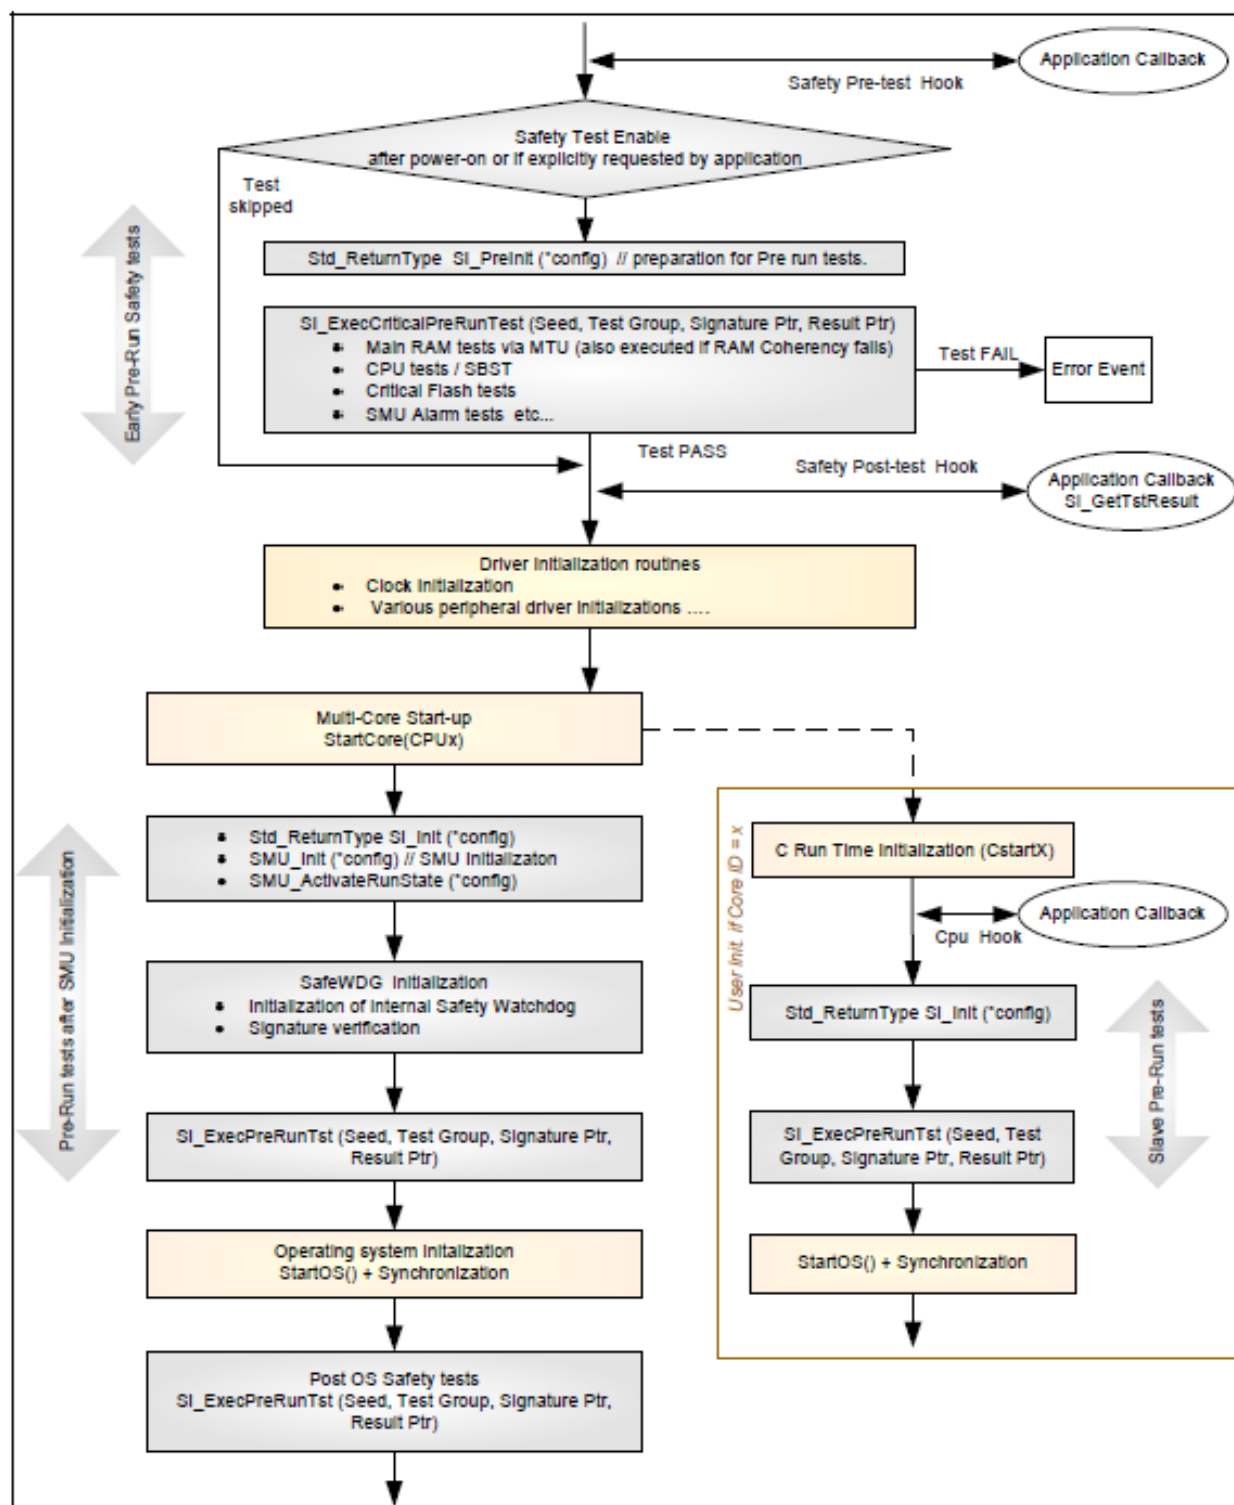 Application Callback
Safety Pre-test Hook
Safety Test Enable
after power-on or if explicitly requested by application
Test
skipped
Early Pre-Run Safety tests
Std_ReturnType SI_PreInit (*config) // preparation for Pre run tests.
SI_ExecCriticalPreRunTest (Seed, Test Group, Signature Ptr, Result Ptr)
Main RAM tests via MTU (also executed if RAM Coherency fails)
CPU tests / SBST
Critical Flash tests
SMU Alarm tests etc...
Test FAIL
Error Event
Test PASS
Safety Post-test Hook
Application Callback
SI_GetTstResult
Driver Initialization routines
Clock Initialization
Various peripheral driver initializations ....
Multi-Core Start-up
StartCore(CPUx)
Pre-Run tests after SMU Initialization
Std_ReturnType SI_Init (*config)
SMU_Init (*config) // SMU Initializaton
SMU_ActivateRunState (*config)
SafeWDG Initialization
Initialization of Internal Safety Watchdog
Signature verification
SI_ExecPreRunTst (Seed, Test Group, Signature Ptr,
Result Ptr)
Operating system Initalization
StartOS() + Synchronization
Post OS Safety tests
SI_ExecPreRunTst (Seed, Test Group, Signature Ptr,
Result Ptr)
User Init. if Core ID = x
C Run Time Initialization (CstartX)
Application Callback
Cpu Hook
Std_ReturnType SI_Init (*config)
Slave Pre-Run tests
SI_ExecPreRunTst (Seed, Test
Group, Signature Ptr, Result Ptr)
StartOS() + Synchronization